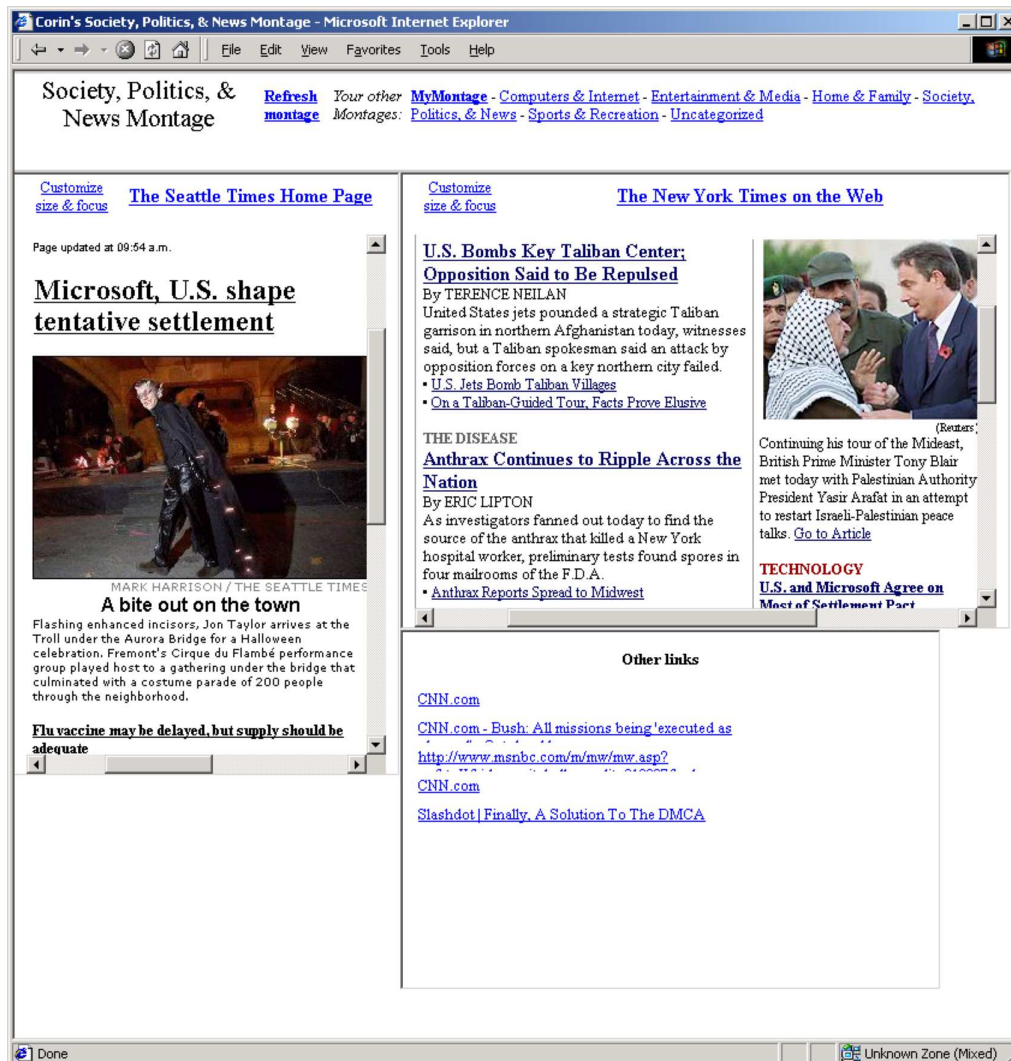 Corin's Society, Politics, & News Montage - Microsoft Internet Explorer
File Edit View Favorites Tools Help
Society, Politics, &
News Montage
Refresh
montage
Your other MyMontage - Computers & Internet - Entertainment & Media - Home & Family - Society,
Montages: Politics, & News - Sports & Recreation - Uncategorized
Customize
size & focus
The Seattle Times Home Page
Page updated at 09:54 a.m.
Microsoft, U.S. shape
tentative settlement
MARK HARRISON / THE SEATTLE TIMES
A bite out on the town
Flashing enhanced incisors, Jon Taylor arrives at the
Troll under the Aurora Bridge for a Halloween
celebration. Fremont's Cirque du Flambé performance
group played host to a gathering under the bridge that
culminated with a costume parade of 200 people
through the neighborhood.
Flu vaccine may be delayed, but supply should be
adequate
Customize
size & focus
The New York Times on the Web
U.S. Bombs Key Taliban Center;
Opposition Said to Be Repulsed
By TERENCE NEILAN
United States jets pounded a strategic Taliban
garrison in northern Afghanistan today, witnesses
said, but a Taliban spokesman said an attack by
opposition forces on a key northern city failed.
▪ U.S. Jets Bomb Taliban Villages
▪ On a Taliban-Guided Tour, Facts Prove Elusive
THE DISEASE
Anthrax Continues to Ripple Across the
Nation
By ERIC LIPTON
As investigators fanned out today to find the
source of the anthrax that killed a New York
hospital worker, preliminary tests found spores in
four mailrooms of the F.D.A.
▪ Anthrax Reports Spread to Midwest
(Reuters)
Continuing his tour of the Mideast,
British Prime Minister Tony Blair
met today with Palestinian Authority
President Yasir Arafat in an attempt
to restart Israeli-Palestinian peace
talks. Go to Article
TECHNOLOGY
U.S. and Microsoft Agree on
Most of Settlement Pact
Other links
CNN.com
CNN.com - Bush: All missions being 'executed as
http://www.msnbc.com/m/mw/mw.asp?
CNN.com
Slashdot | Finally, A Solution To The DMCA
Done
Unknown Zone (Mixed)